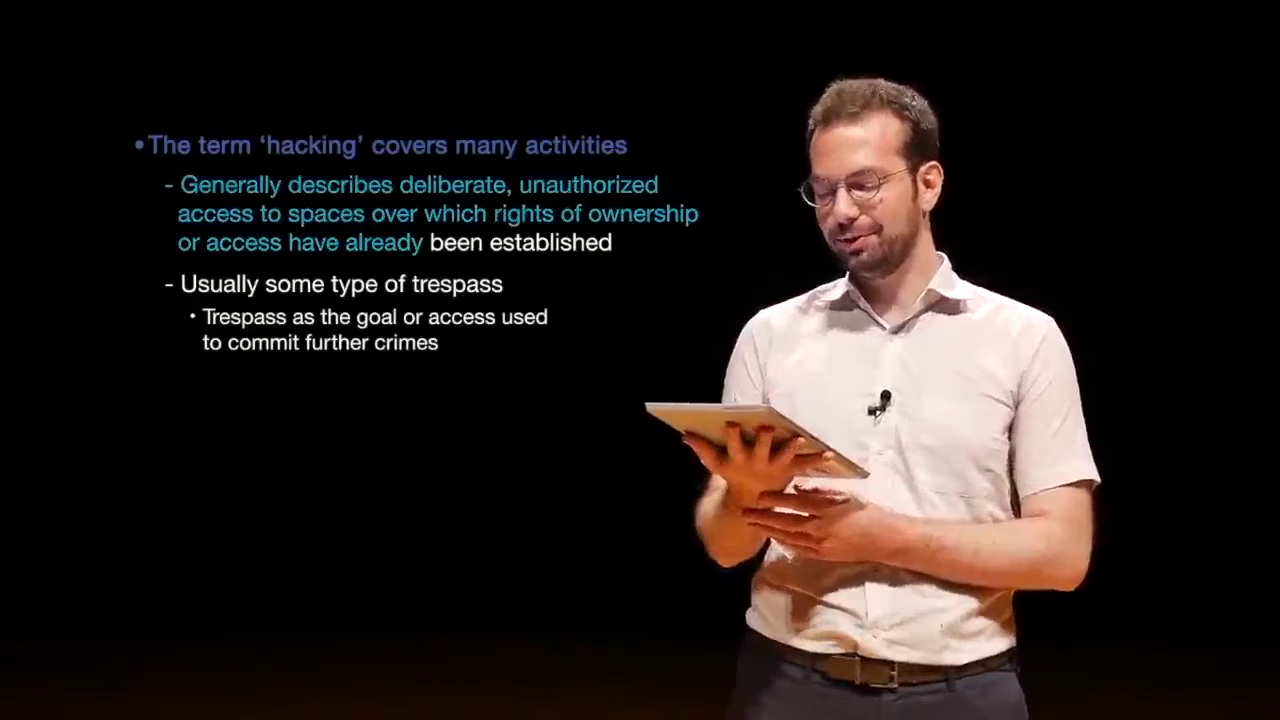 •The term ‘hacking’ covers many activities
- Generally describes deliberate, unauthorized
access to spaces over which rights of ownership
or access have already been established
- Usually some type of trespass
• Trespass as the goal or access used
to commit further crimes